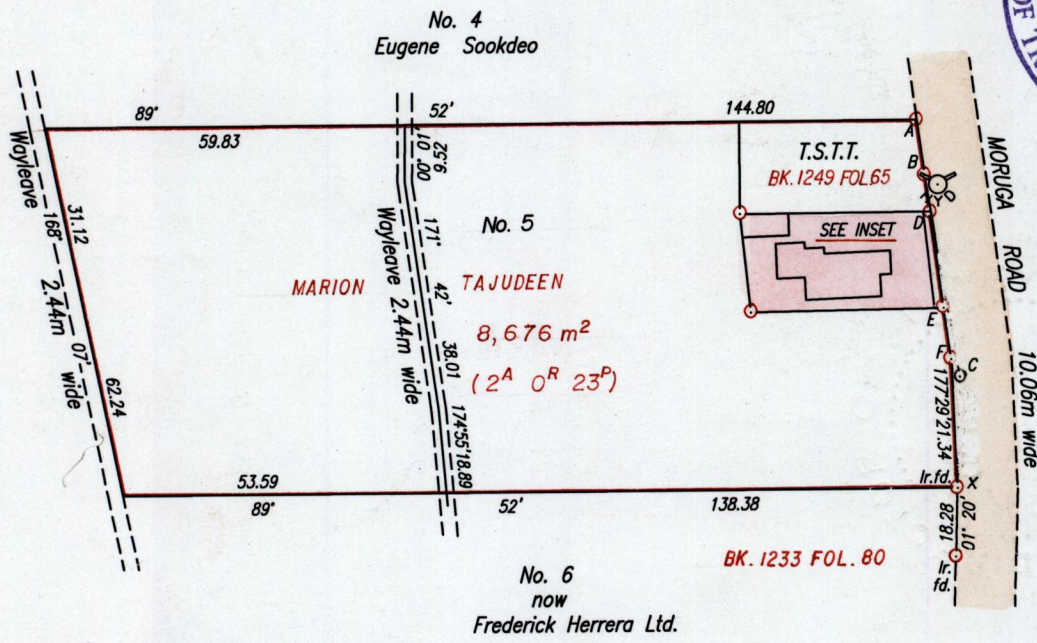 No. 4
Eugene Sookdeo
OF TR
89° 52' 144.80
59.83
A
B
MORUGA ROAD 10.06m wide
T.S.T.T.
BK.1249 FOL.65
D
SEE INSET
E
F
C
177°29' 21.34
Ir.fd. X
Wayleave 2.44m wide
31.12
168° 07'
62.24
10.00
171° 42' 38.01
174°55' 18.89
Wayleave 2.44m wide
No. 5
MARION TAJUDEEN
8,676 m²
(2ᴬ 0ᴿ 23ᴾ)
53.59
89° 52' 138.38
01° 20'
Ir.
fd.
BK.1233 FOL. 80
No. 6
now
Frederick Herrera Ltd.